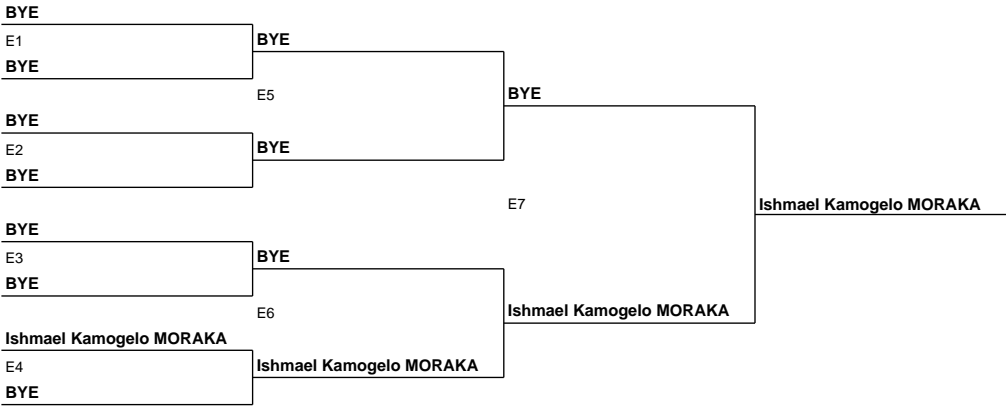 BYE
E1
BYE
BYE
E5
BYE
BYE
E2
BYE
BYE
E7
Ishmael Kamogelo MORAKA
BYE
E3
BYE
BYE
E6
Ishmael Kamogelo MORAKA
Ishmael Kamogelo MORAKA
E4
Ishmael Kamogelo MORAKA
BYE